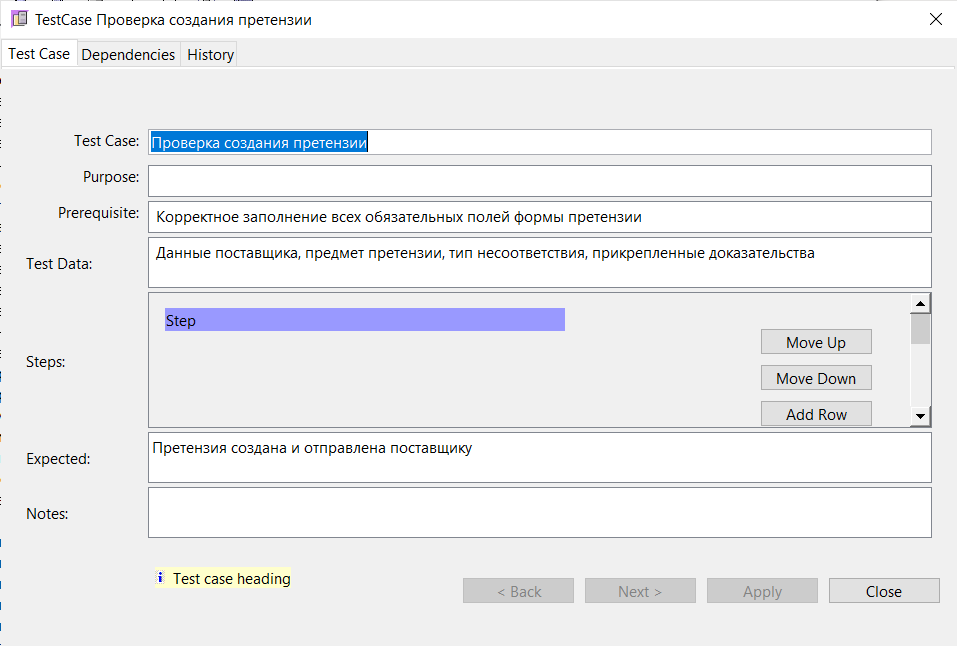 TestCase Проверка создания претензии
Test Case Dependencies History
Test Case: Проверка создания претензии
Purpose:
Prerequisite: Корректное заполнение всех обязательных полей формы претензии
Test Data: Данные поставщика, предмет претензии, тип несоответствия, прикрепленные доказательства
Steps:
Step
Move Up
Move Down
Add Row
Expected: Претензия создана и отправлена поставщику
Notes:
Test case heading
< Back Next > Apply Close